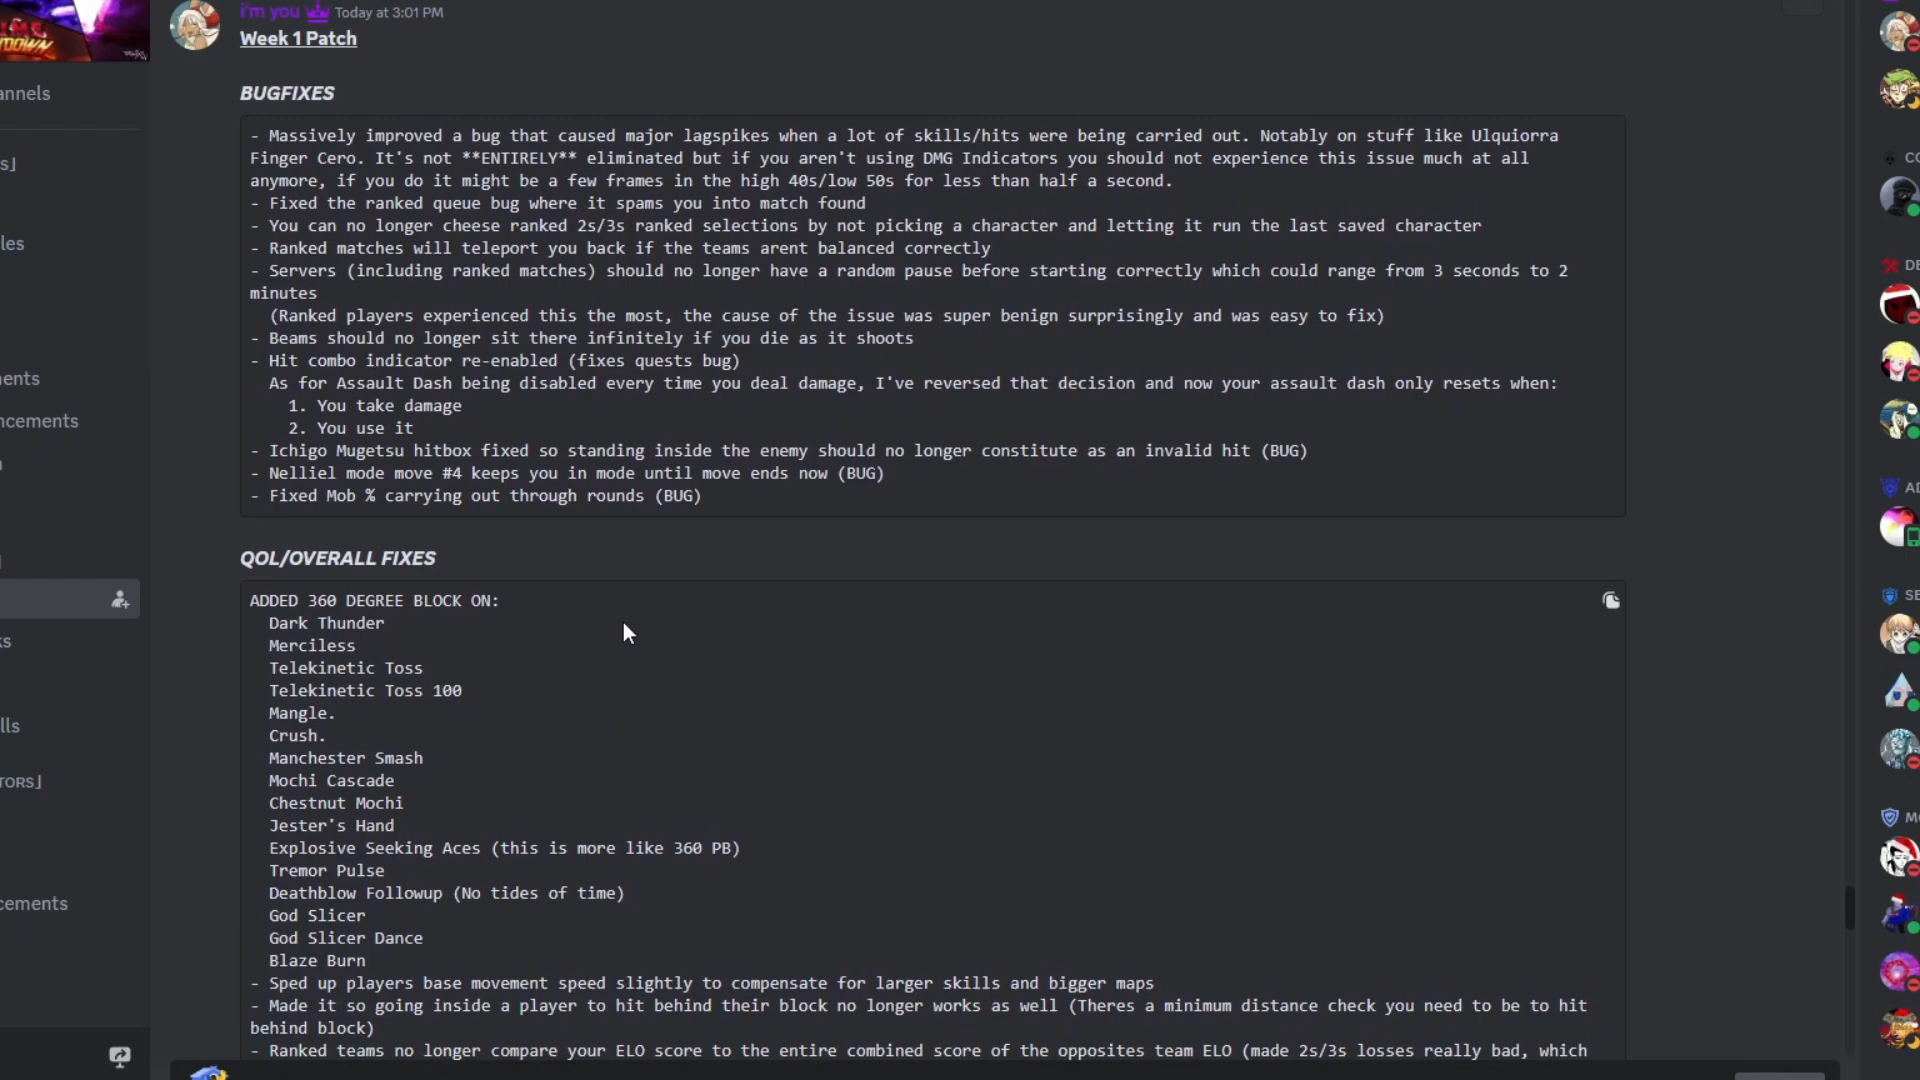 i'm you Today at 3:01 PM
Week 1 Patch
BUGFIXES
- Massively improved a bug that caused major lagspikes when a lot of skills/hits were being carried out. Notably on stuff like Ulquiorra
Finger Cero. It's not **ENTIRELY** eliminated but if you aren't using DMG Indicators you should not experience this issue much at all
anymore, if you do it might be a few frames in the high 40s/low 50s for less than half a second.
- Fixed the ranked queue bug where it spams you into match found
- You can no longer cheese ranked 2s/3s ranked selections by not picking a character and letting it run the last saved character
- Ranked matches will teleport you back if the teams arent balanced correctly
- Servers (including ranked matches) should no longer have a random pause before starting correctly which could range from 3 seconds to 2
minutes
(Ranked players experienced this the most, the cause of the issue was super benign surprisingly and was easy to fix)
- Beams should no longer sit there infinitely if you die as it shoots
- Hit combo indicator re-enabled (fixes quests bug)
As for Assault Dash being disabled every time you deal damage, I've reversed that decision and now your assault dash only resets when:
1. You take damage
2. You use it
- Ichigo Mugetsu hitbox fixed so standing inside the enemy should no longer constitute as an invalid hit (BUG)
- Nelliel mode move #4 keeps you in mode until move ends now (BUG)
- Fixed Mob % carrying out through rounds (BUG)
QOL/OVERALL FIXES
ADDED 360 DEGREE BLOCK ON:
Dark Thunder
Merciless
Telekinetic Toss
Telekinetic Toss 100
Mangle.
Crush.
Manchester Smash
Mochi Cascade
Chestnut Mochi
Jester's Hand
Explosive Seeking Aces (this is more like 360 PB)
Tremor Pulse
Deathblow Followup (No tides of time)
God Slicer
God Slicer Dance
Blaze Burn
- Sped up players base movement speed slightly to compensate for larger skills and bigger maps
- Made it so going inside a player to hit behind their block no longer works as well (Theres a minimum distance check you need to be to hit
behind block)
- Ranked teams no longer compare your ELO score to the entire combined score of the opposites team ELO (made 2s/3s losses really bad, which
annels
s]
les
ents
ncements
ks
lls
TORS]
cements
CO
DE
AD
SE
MO